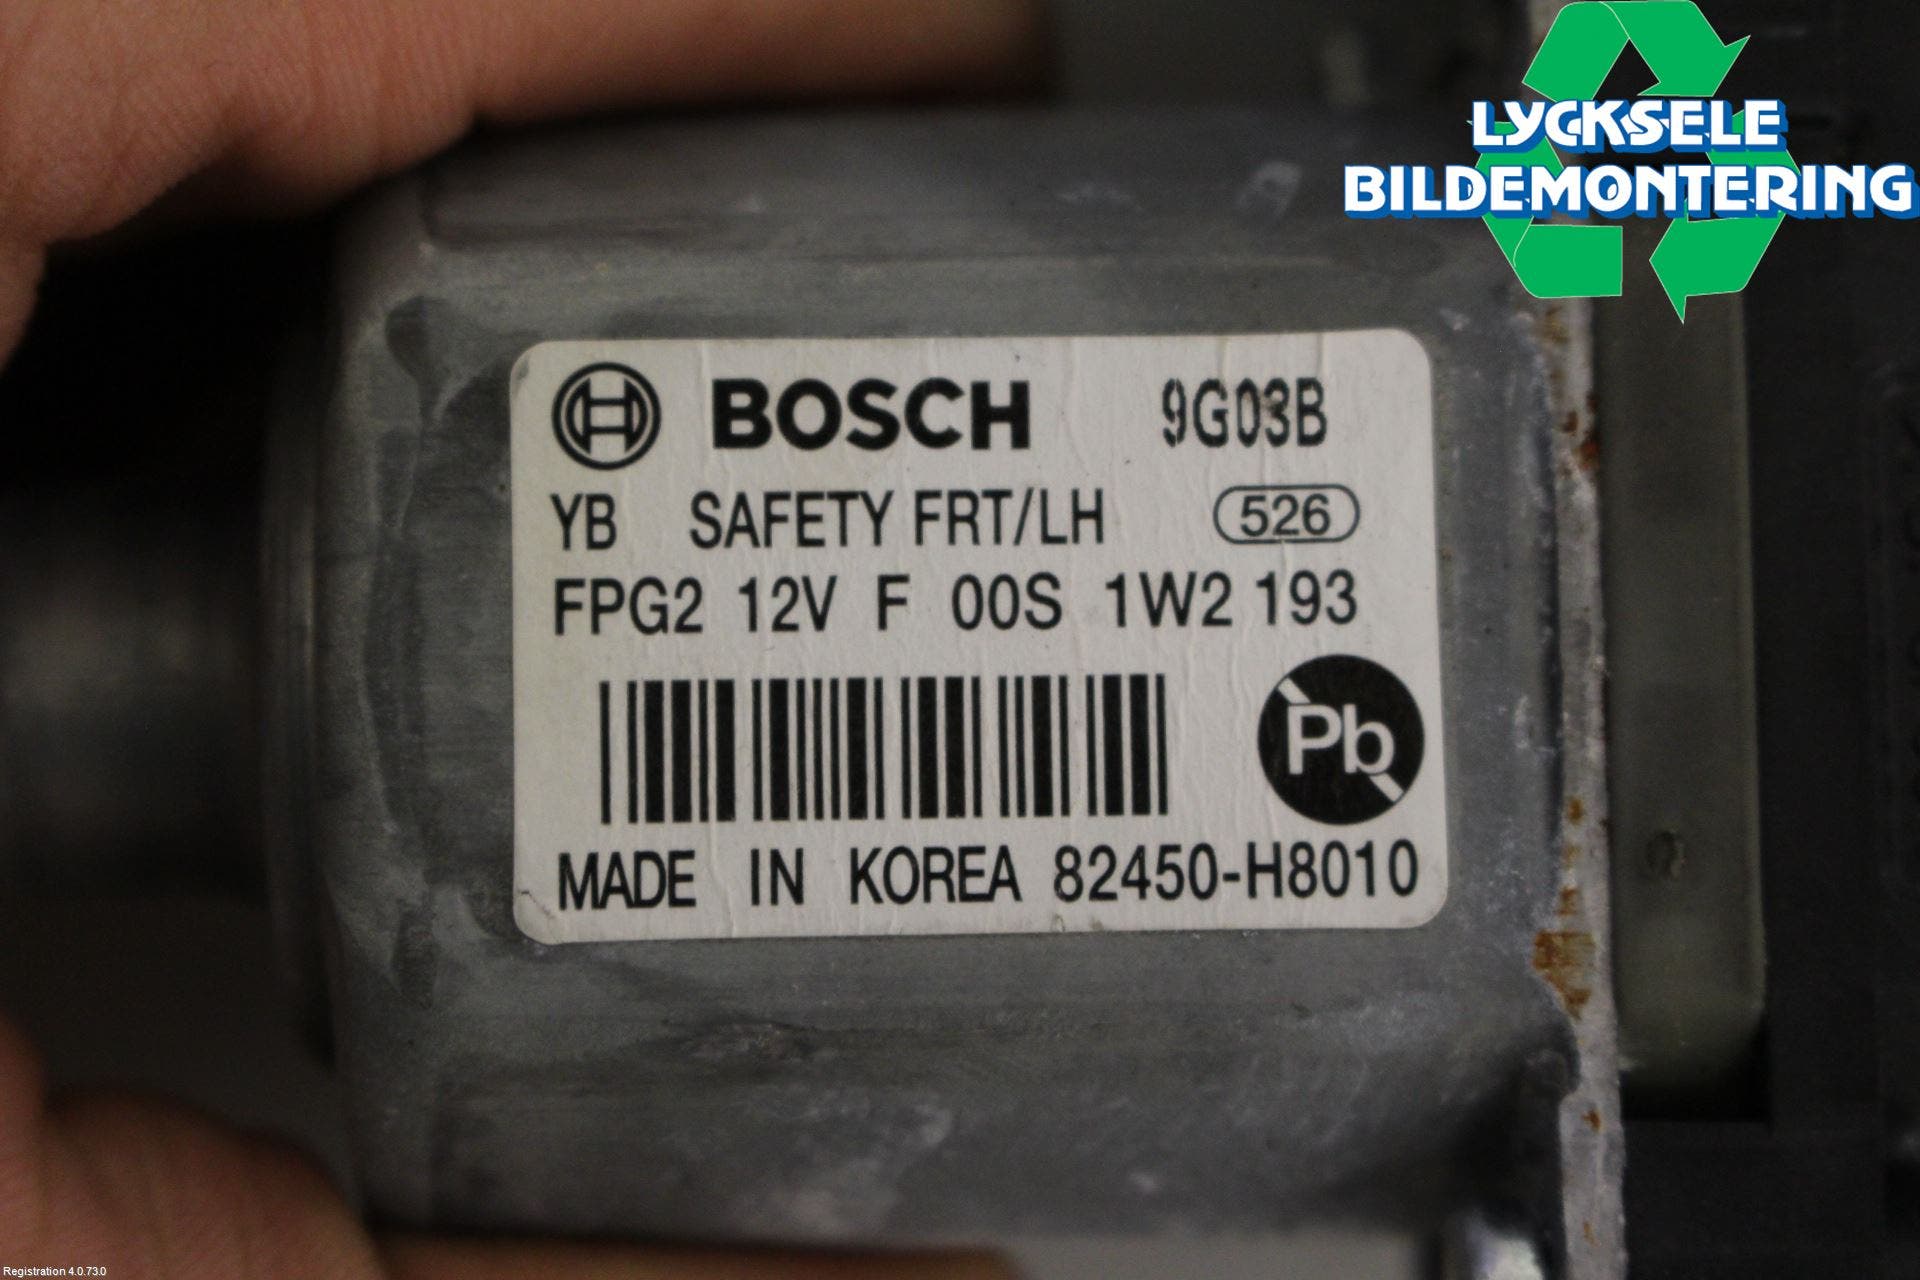 LYCKSELE
BILDEMONTERING
BOSCH 9G03B
YB SAFETY FRT/LH 526
FPG2 12V F 00S 1W2 193
Pb
MADE IN KOREA 82450-H8010
Registration 4.0.73.0